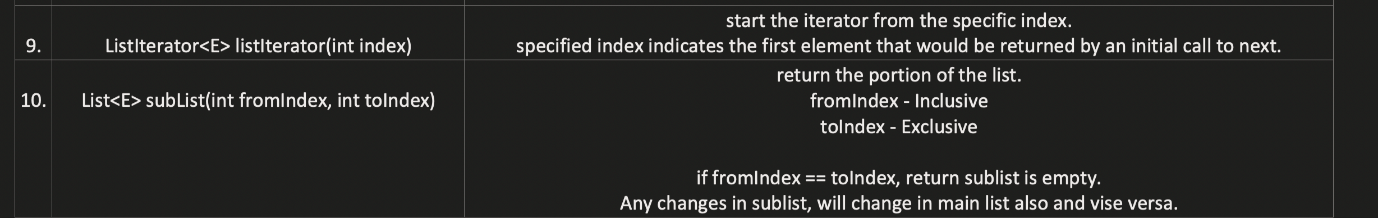 start the iterator from the specific index.
9. ListIterator<E> listIterator(int index) specified index indicates the first element that would be returned by an initial call to next.
return the portion of the list.
10. List<E> subList(int fromIndex, int toIndex) fromIndex - Inclusive
toIndex - Exclusive
if fromIndex == toIndex, return sublist is empty.
Any changes in sublist, will change in main list also and vise versa.